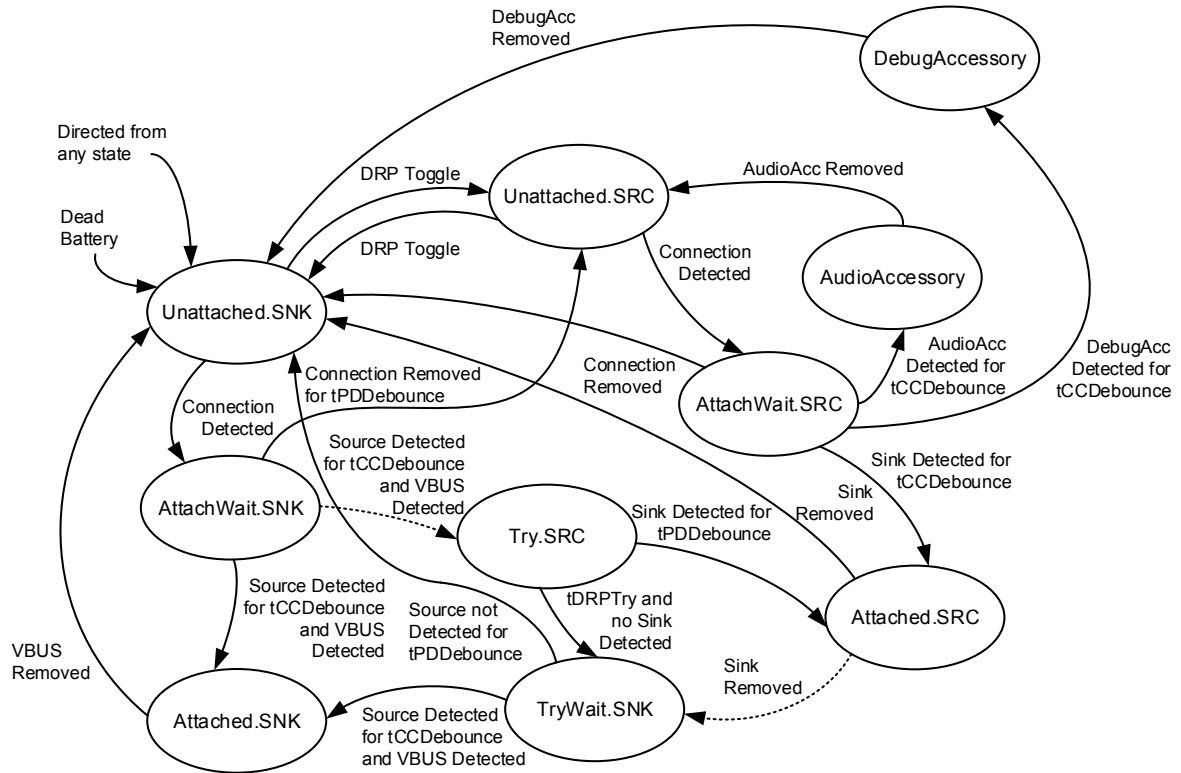 DebugAcc
Removed
DebugAccessory
Directed from
any state
DRP Toggle
Unattached.SRC
AudioAcc Removed
Dead
Battery
DRP Toggle
Connection
Detected
AudioAccessory
Unattached.SNK
Connection Removed
for tPDDebounce
Connection
Removed
AudioAcc
Detected for
tCCDebounce
DebugAcc
Detected for
tCCDebounce
Connection
Detected
AttachWait.SRC
Source Detected
for tCCDebounce
and VBUS
Detected
Sink Detected for
tCCDebounce
AttachWait.SNK
Try.SRC
Sink Detected for
tPDDebounce
Sink
Removed
Source Detected
for tCCDebounce
and VBUS
Detected
Source not
Detected for
tPDDebounce
tDRPTry and
no Sink
Detected
Attached.SRC
VBUS
Removed
Sink
Removed
Attached.SNK
TryWait.SNK
Source Detected
for tCCDebounce
and VBUS Detected